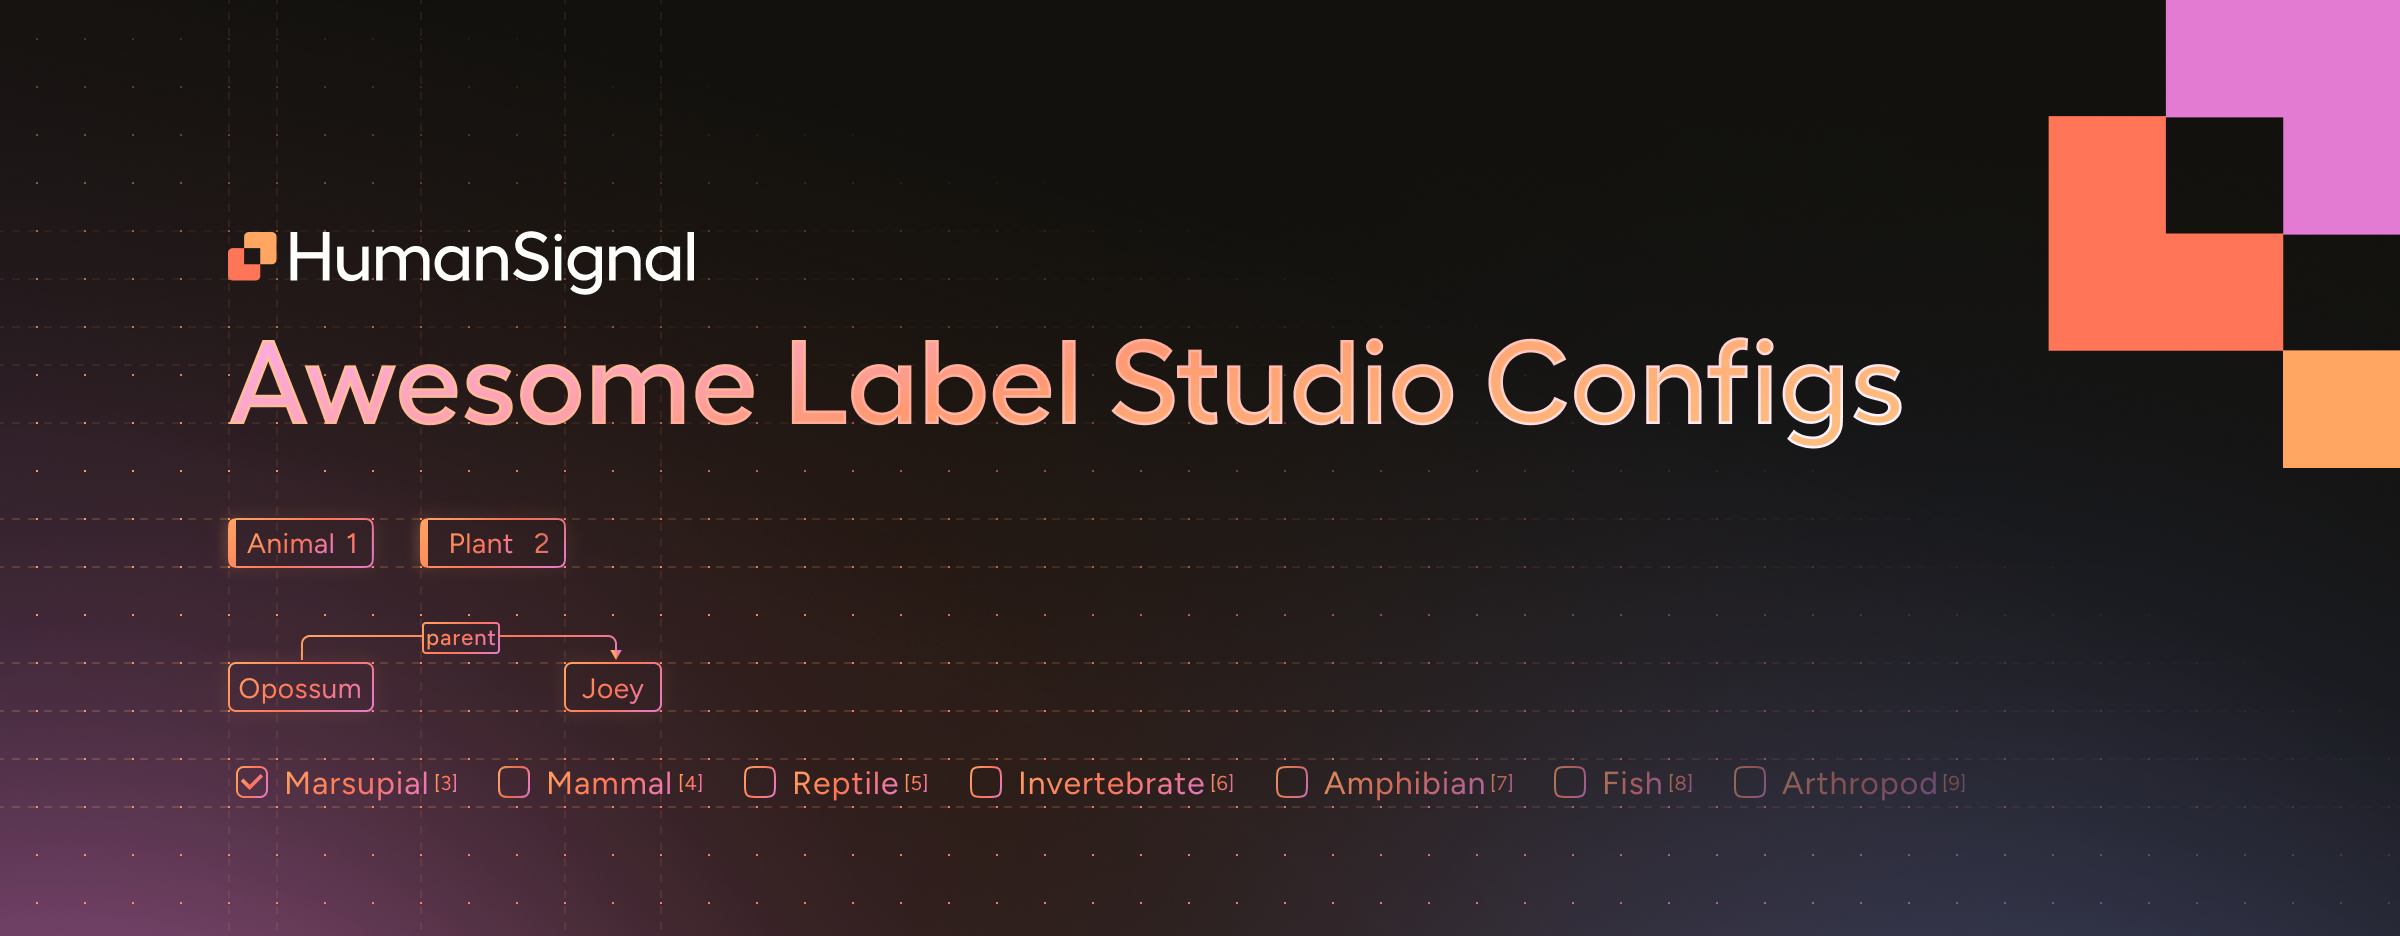 HumanSignal
Awesome Label Studio Configs
Animal 1 Plant 2
parent
Opossum Joey
Marsupial [3] Mammal [4] Reptile [5] Invertebrate [6] Amphibian [7] Fish [8] Arthropod [9]